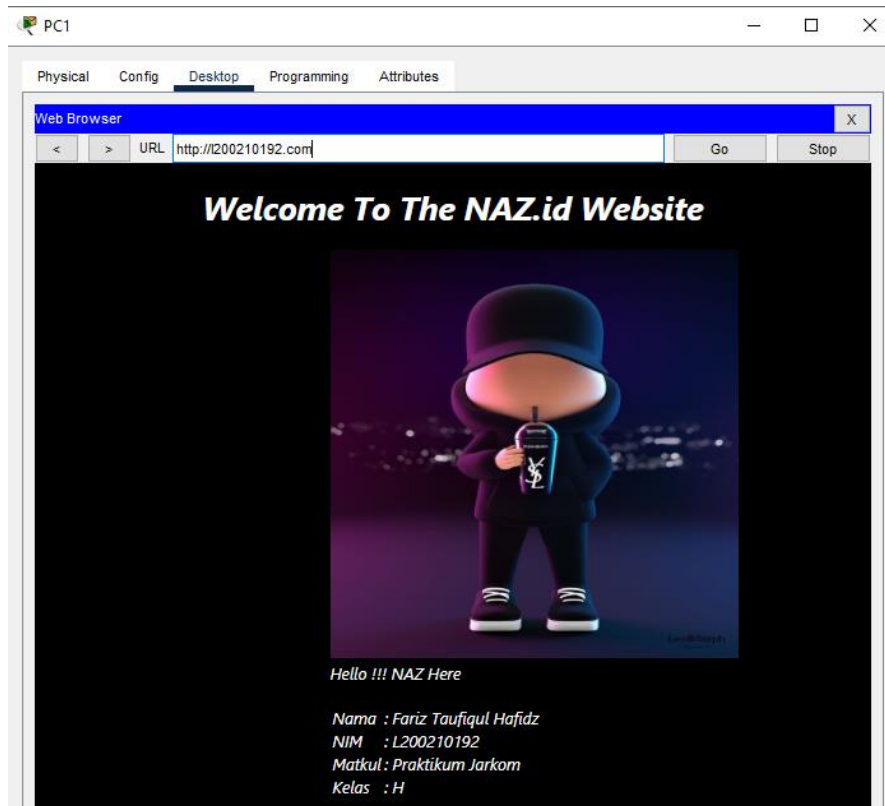 PC1
Physical Config Desktop Programming Attributes
Web Browser X
< > URL http://l200210192.com Go Stop
Welcome To The NAZ.id Website
YSL
Hello !!! NAZ Here
Nama : Fariz Taufiqul Hafidz
NIM : L200210192
Matkul : Praktikum Jarkom
Kelas : H